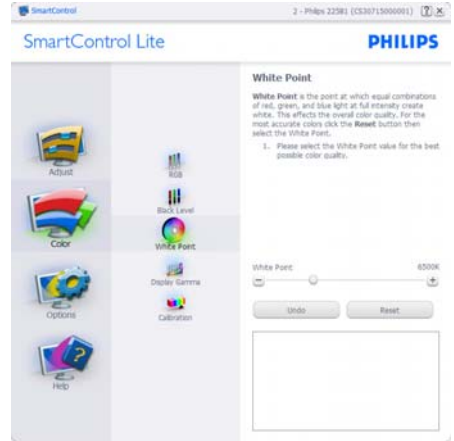 SmartControl
2 - Philips 225B1 (CS30715000001)
SmartControl Lite
PHILIPS
Adjust
Color
Options
Help
RGB
Black Level
White Point
Display Gamma
Calibration
White Point
White Point is the point at which equal combinations
of red, green, and blue light at full intensity create
white. This effects the overall color quality. For the
most accurate colors click the Reset button then
select the White Point.
1. Please select the White Point value for the best
possible color quality.
White Point
6500K
Undo
Reset